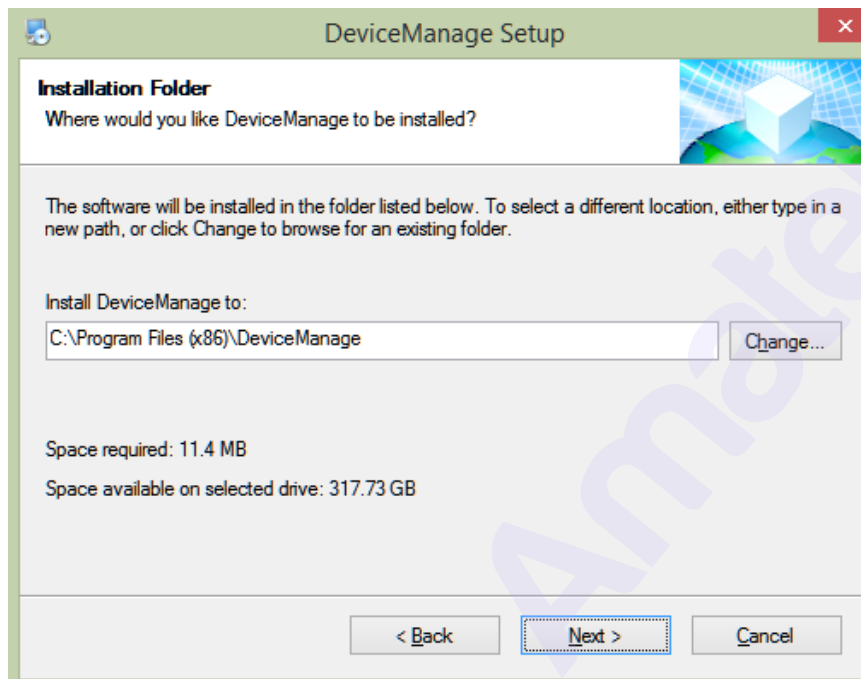 DeviceManage Setup
Installation Folder
Where would you like DeviceManage to be installed?
The software will be installed in the folder listed below. To select a different location, either type in a
new path, or click Change to browse for an existing folder.
Install DeviceManage to:
C:\Program Files (x86)\DeviceManage
Change...
Space required: 11.4 MB
Space available on selected drive: 317.73 GB
< Back
Next >
Cancel